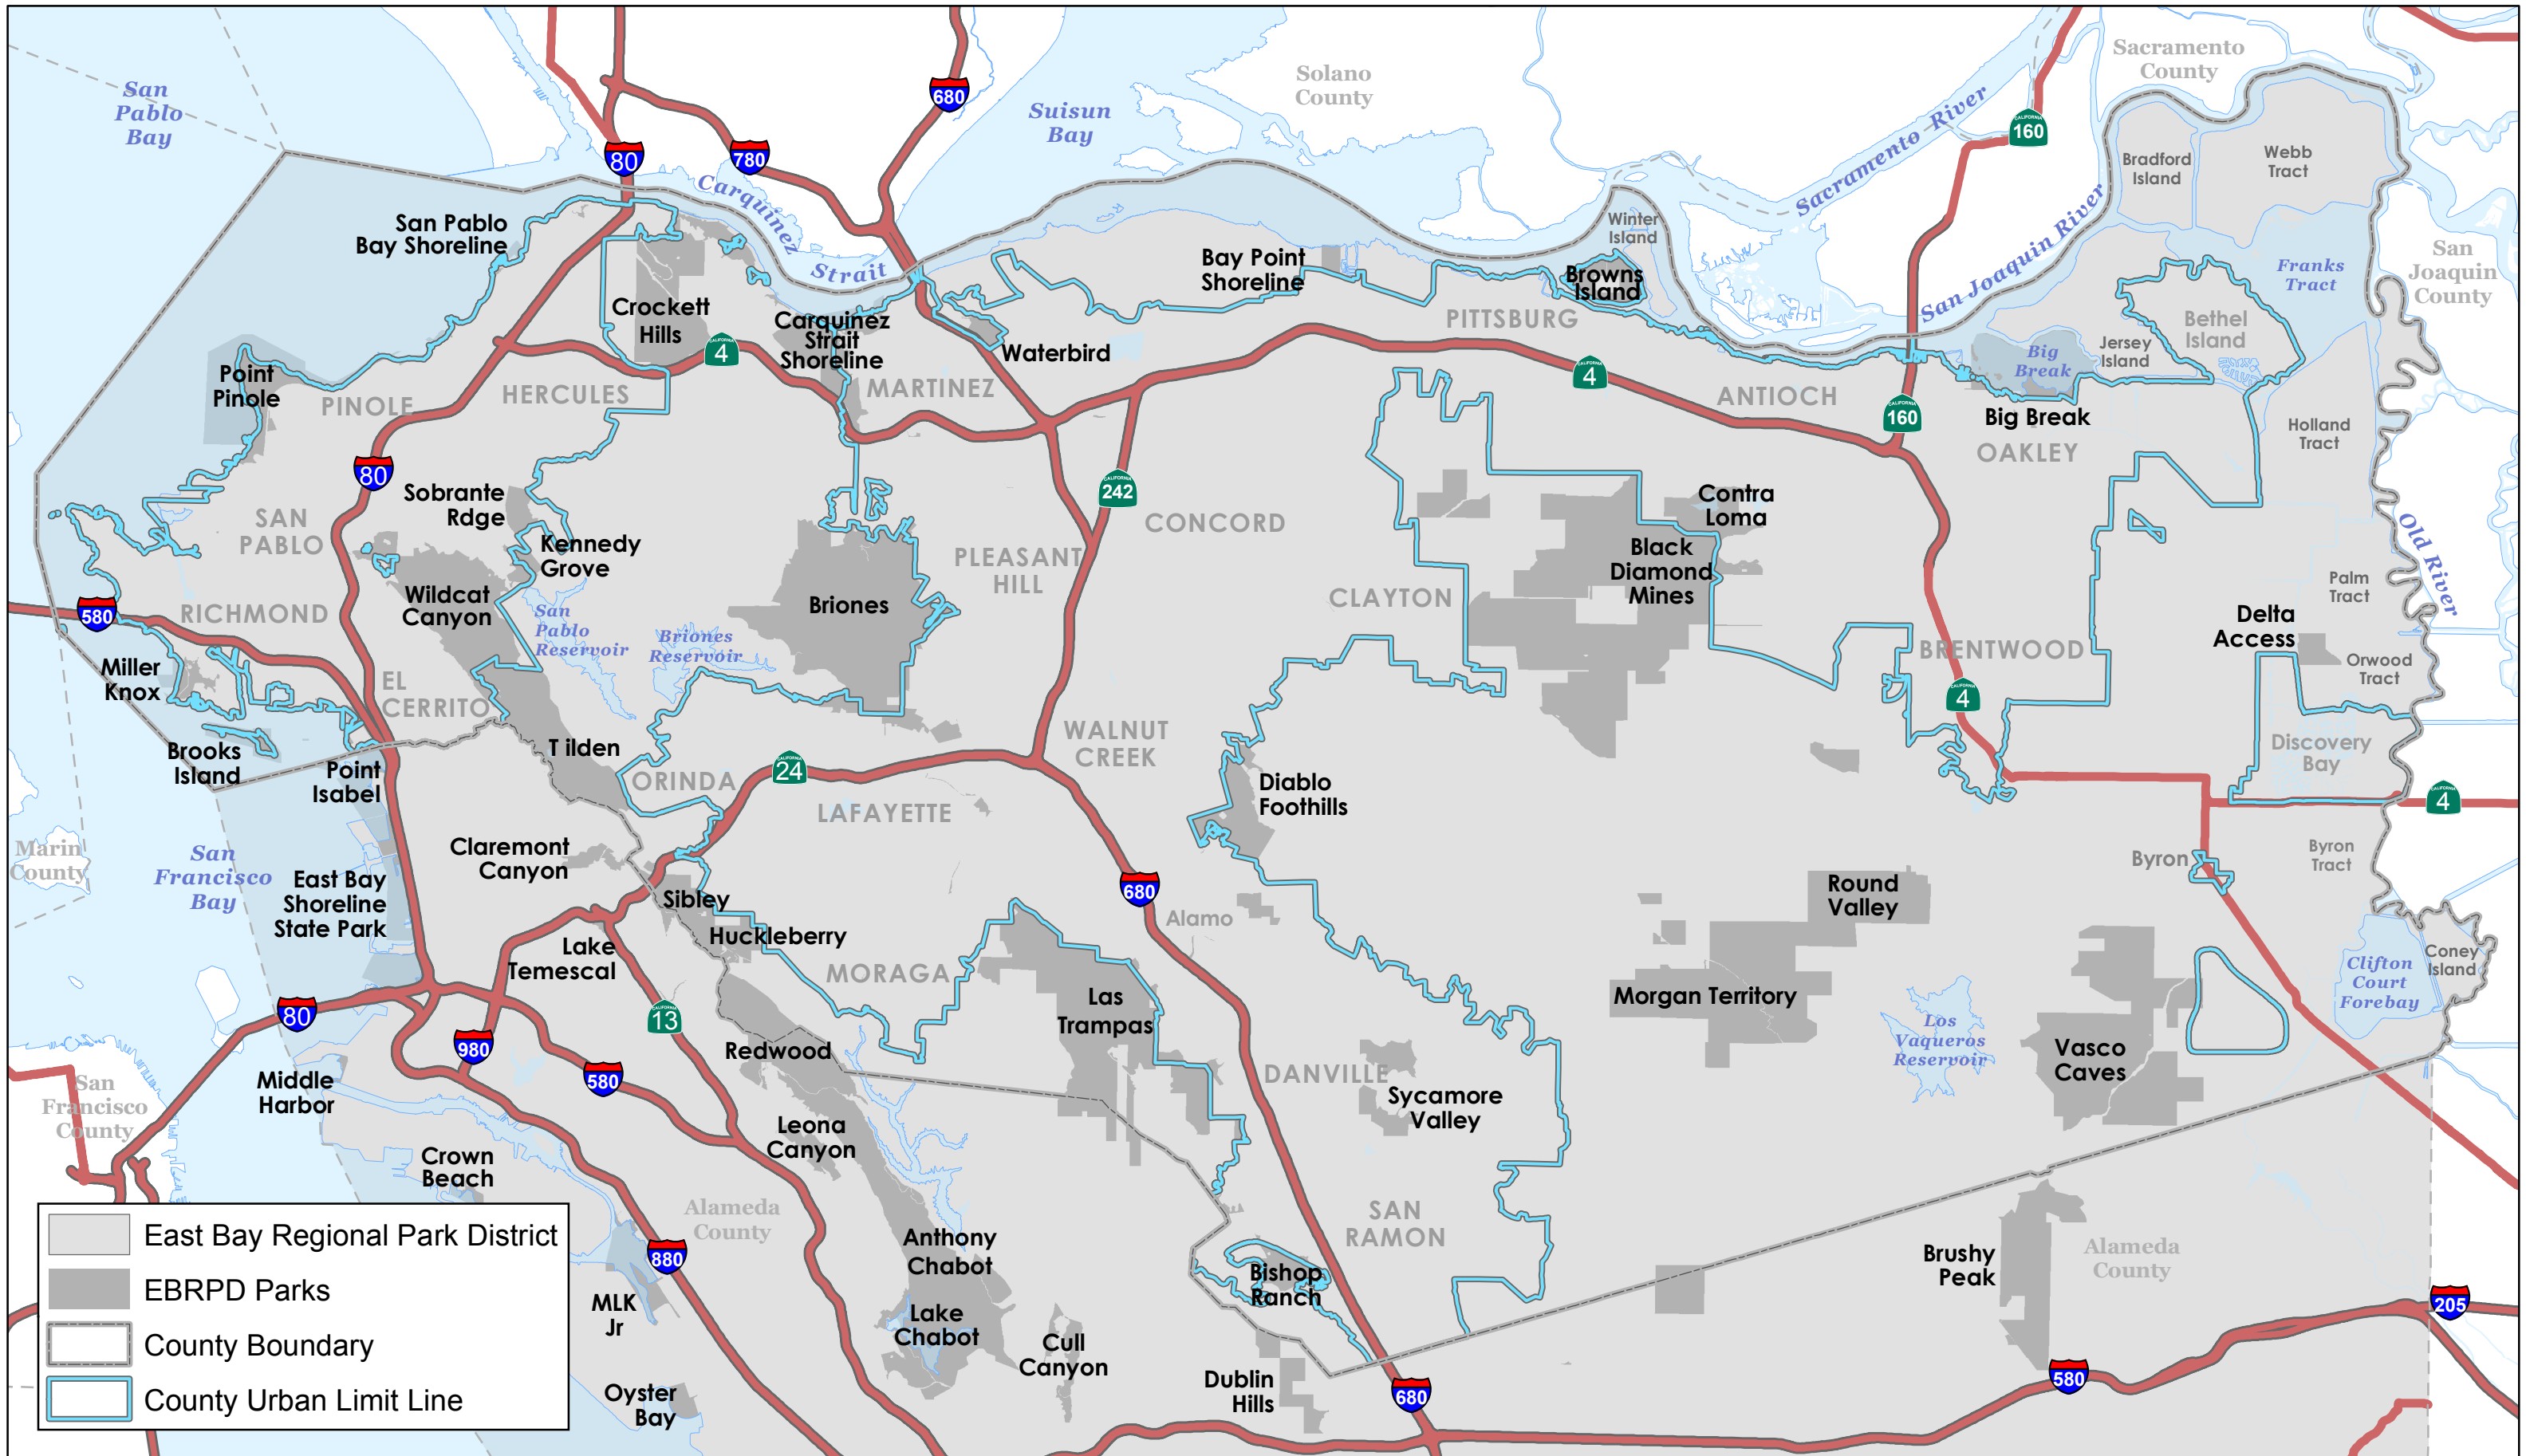 San
Pablo
Bay
680
Suisun
Bay
Solano
County
Sacramento
County
CALIFORNIA
160
80
780
Carquinez
Strait
Sacramento River
Bradford
Island
Webb
Tract
San Pablo
Bay Shoreline
Winter
Island
San Joaquin River
San
Joaquin
County
Franks
Tract
Bay Point
Shoreline
Browns
Island
Crockett
Hills
CALIFORNIA
4
Carquinez
Strait
Shoreline
Waterbird
PITTSBURG
Bethel
Island
Jersey
Island
Big
Break
Point
Pinole
PINOLE
HERCULES
MARTINEZ
CALIFORNIA
4
ANTIOCH
CALIFORNIA
160
Big Break
OAKLEY
Holland
Tract
80
Sobrante
Rdge
CALIFORNIA
242
CONCORD
Contra
Loma
SAN
PABLO
Kennedy
Grove
PLEASANT
HILL
Black
Diamond
Mines
Old River
Wildcat
Canyon
San
Pablo
Reservoir
Briones
Reservoir
Briones
CLAYTON
Palm
Tract
580
RICHMOND
Delta
Access
Orwood
Tract
BRENTWOOD
CALIFORNIA
4
Miller
Knox
EL
CERRITO
Brooks
Island
Point
Isabel
T ilden
ORINDA
CALIFORNIA
24
LAFAYETTE
WALNUT
CREEK
Diablo
Foothills
Discovery
Bay
CALIFORNIA
4
Marin
County
San
Francisco
Bay
Claremont
Canyon
East Bay
Shoreline
State Park
Sibley
Huckleberry
680
Alamo
Round
Valley
Byron
Byron
Tract
Lake
Temescal
MORAGA
Las
Trampas
Morgan Territory
Los
Vaqueros
Reservoir
Vasco
Caves
Clifton
Court
Forebay
Coney
Island
80
980
CALIFORNIA
13
580
Redwood
DANVILLE
Sycamore
Valley
San
Francisco
County
Middle
Harbor
Leona
Canyon
Crown
Beach
Alameda
County
SAN
RAMON
880
Anthony
Chabot
Bishop
Ranch
Brushy
Peak
Alameda
County
MLK
Jr
Lake
Chabot
Cull
Canyon
205
Oyster
Bay
Dublin
Hills
680
580
East Bay Regional Park District
EBRPD Parks
County Boundary
County Urban Limit Line